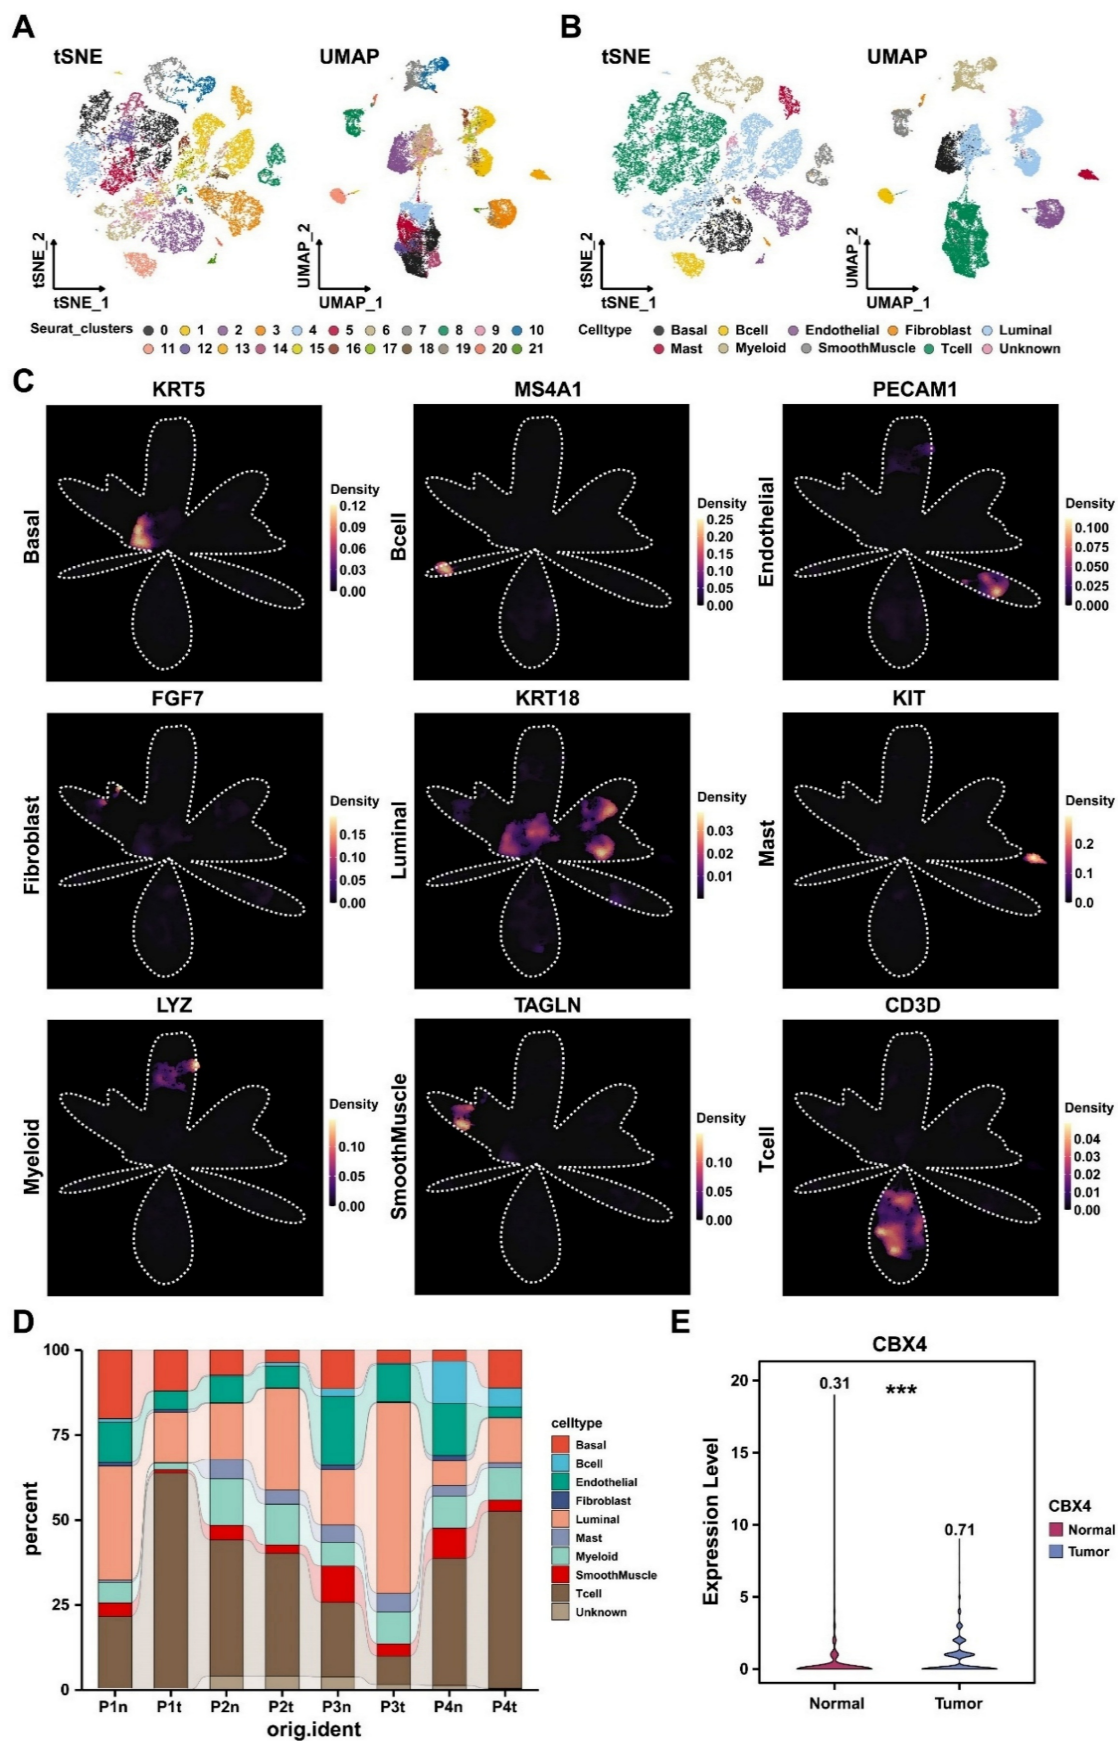 A
B
tSNE
UMAP
tSNE
UMAP
tSNE_2
tSNE_1
UMAP_2
UMAP_1
tSNE_2
tSNE_1
UMAP_2
UMAP_1
Seurat_clusters 0 1 2 3 4 5 6 7 8 9 10
11 12 13 14 15 16 17 18 19 20 21
Celltype Basal Bcell Endothelial Fibroblast Luminal
Mast Myeloid SmoothMuscle Tcell Unknown
C
KRT5
Basal
Density
0.12
0.09
0.06
0.03
0.00
MS4A1
Bcell
Density
0.25
0.20
0.15
0.10
0.05
0.00
PECAM1
Endothelial
Density
0.100
0.075
0.050
0.025
0.000
FGF7
Fibroblast
Density
0.15
0.10
0.05
0.00
KRT18
Luminal
Density
0.03
0.02
0.01
KIT
Mast
Density
0.2
0.1
0.0
LYZ
Myeloid
Density
0.10
0.05
0.00
TAGLN
SmoothMuscle
Density
0.10
0.05
0.00
CD3D
Tcell
Density
0.04
0.03
0.02
0.01
0.00
D
percent
100
75
50
25
0
P1n P1t P2n P2t P3n P3t P4n P4t
orig.ident
celltype
Basal
Bcell
Endothelial
Fibroblast
Luminal
Mast
Myeloid
SmoothMuscle
Tcell
Unknown
E
CBX4
Expression Level
20
15
10
5
0
0.31
***
0.71
Normal Tumor
CBX4
Normal
Tumor